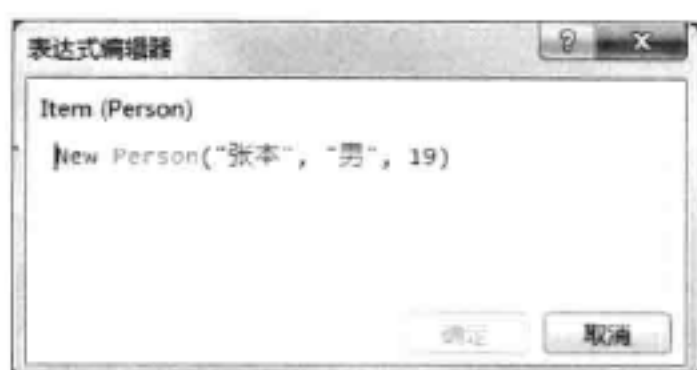 表达式编辑器
Item (Person)
New Person("张本", "男", 19)
确定
取消